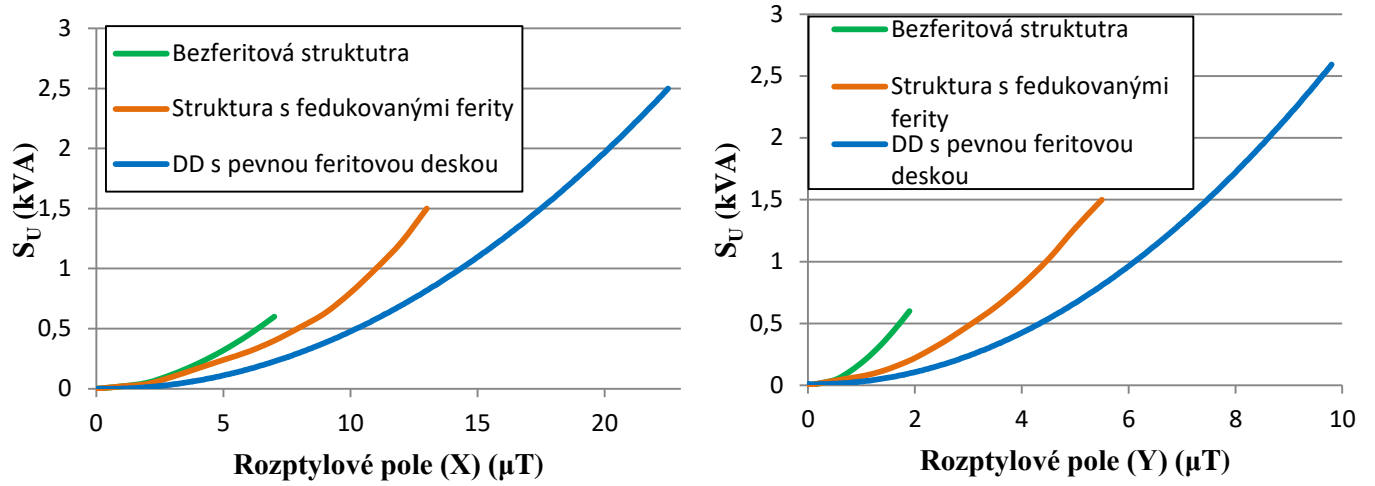 3
2,5
2
1,5
1
0,5
0
S_U (kVA)
Bezferitová struktutra
Struktura s fedukovanými ferity
DD s pevnou feritovou deskou
0 5 10 15 20
Rozptylové pole (X) (μT)
3
2,5
2
1,5
1
0,5
0
S_U (kVA)
Bezferitová struktutra
Struktura s fedukovanými
ferity
DD s pevnou feritovou
deskou
0 2 4 6 8 10
Rozptylové pole (Y) (μT)